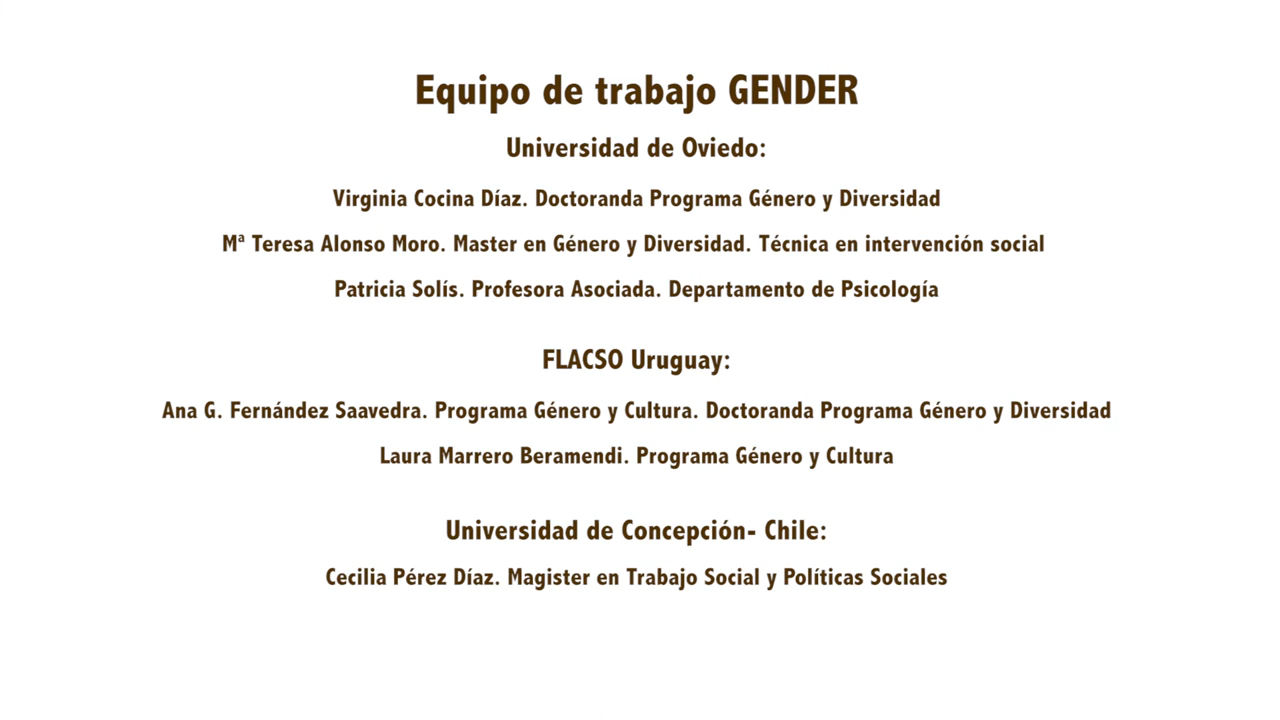 Equipo de trabajo GENDER
Universidad de Oviedo:
Virginia Cocina Díaz. Doctoranda Programa Género y Diversidad
Mª Teresa Alonso Moro. Master en Género y Diversidad. Técnica en intervención social
Patricia Solís. Profesora Asociada. Departamento de Psicología
FLACSO Uruguay:
Ana G. Fernández Saavedra. Programa Género y Cultura. Doctoranda Programa Género y Diversidad
Laura Marrero Beramendi. Programa Género y Cultura
Universidad de Concepción- Chile:
Cecilia Pérez Díaz. Magister en Trabajo Social y Políticas Sociales